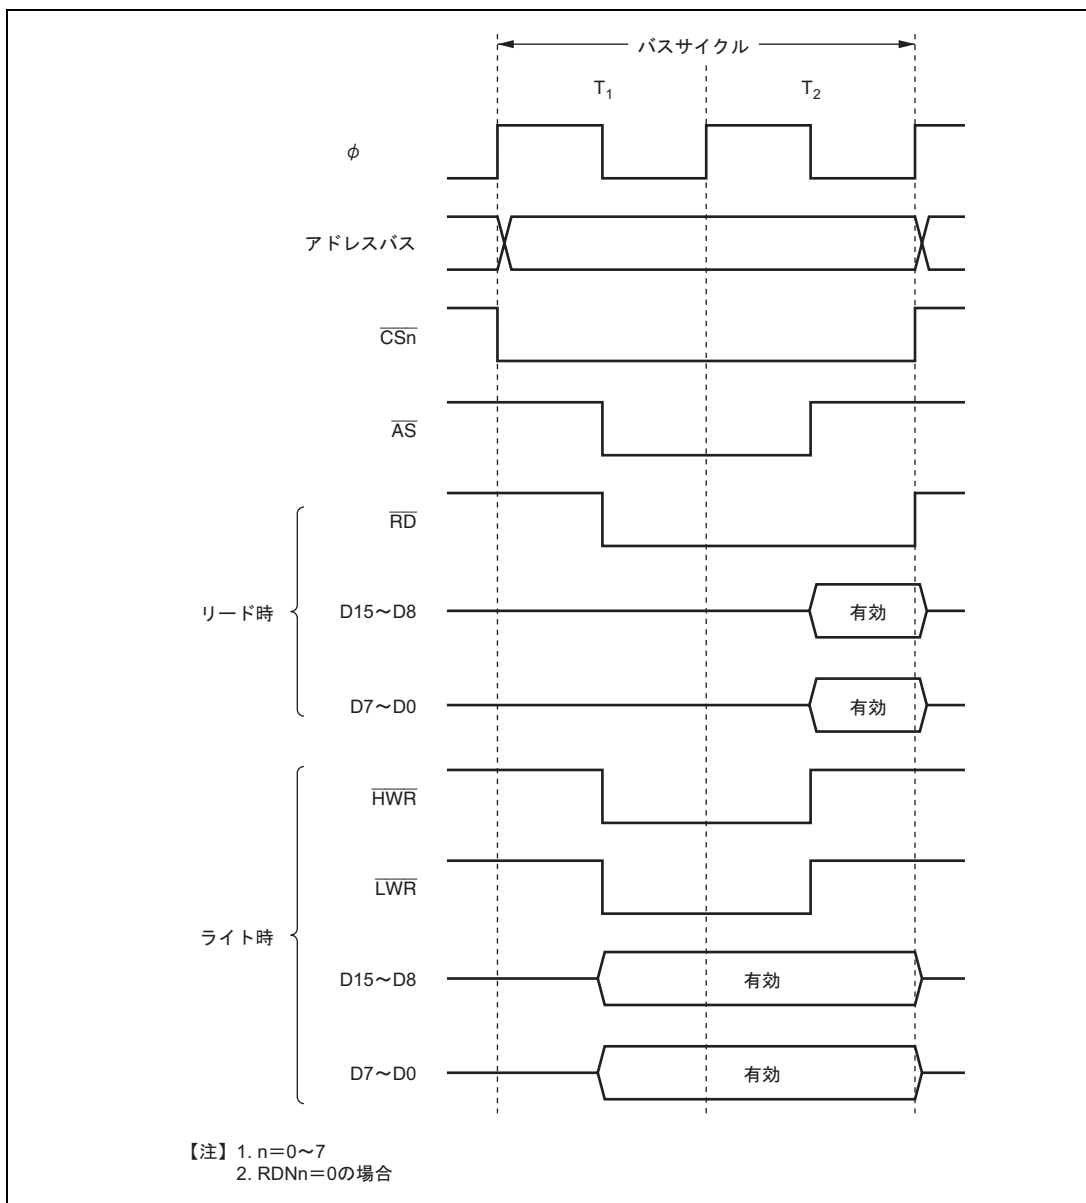 バスサイクル
T1 T2
φ
アドレスバス
CSn
AS
RD
リード時
D15～D8 有効
D7～D0 有効
HWR
LWR
ライト時
D15～D8 有効
D7～D0 有効
【注】1. n＝0～7
2. RDNn＝0の場合